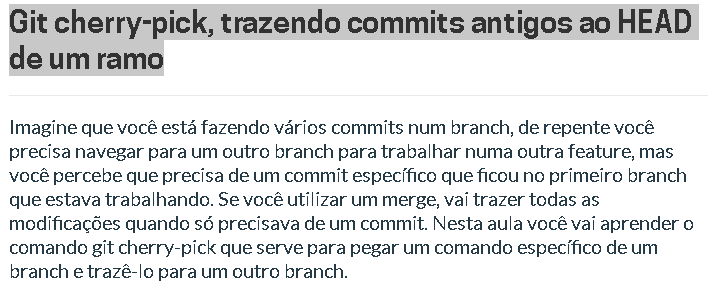 Git cherry-pick, trazendo commits antigos ao HEAD
de um ramo
Imagine que você está fazendo vários commits num branch, de repente você
precisa navegar para um outro branch para trabalhar numa outra feature, mas
você percebe que precisa de um commit específico que ficou no primeiro branch
que estava trabalhando. Se você utilizar um merge, vai trazer todas as
modificações quando só precisava de um commit. Nesta aula você vai aprender o
comando git cherry-pick que serve para pegar um comando específico de um
branch e trazê-lo para um outro branch.